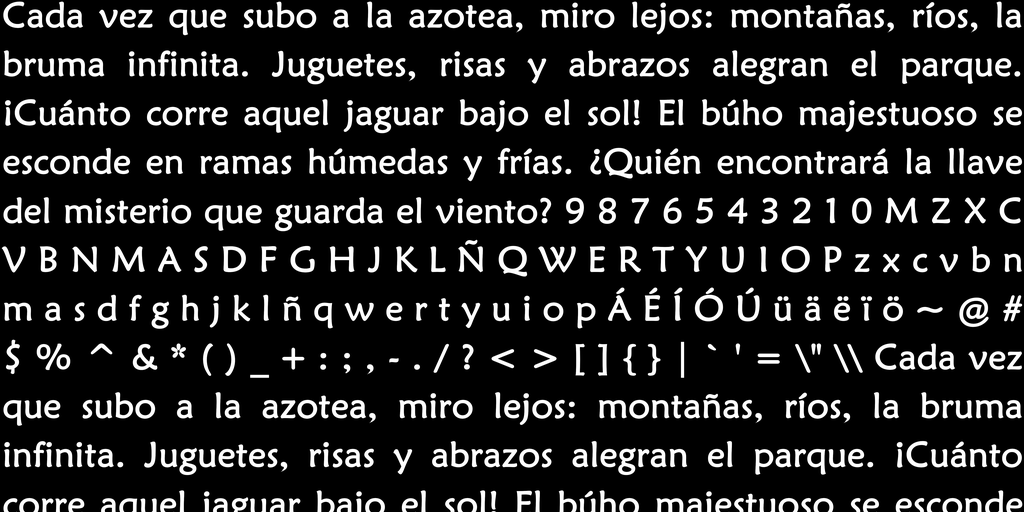 Cada vez que subo a la azotea, miro lejos: montañas, ríos, la
bruma infinita. Juguetes, risas y abrazos alegran el parque.
¡Cuánto corre aquel jaguar bajo el sol! El búho majestuoso se
esconde en ramas húmedas y frías. ¿Quién encontrará la llave
del misterio que guarda el viento? 9 8 7 6 5 4 3 2 1 0 M Z X C
V B N M A S D F G H J K L Ñ Q W E R T Y U I O P z x c v b n
m a s d f g h j k l ñ q w e r t y u i o p Á É Í Ó Ú ü ä ë ï ö ~ @ #
$ % ^ & * ( ) _ + : ; , - . / ? < > [ ] { } | ` ' = \" \\ Cada vez
que subo a la azotea, miro lejos: montañas, ríos, la bruma
infinita. Juguetes, risas y abrazos alegran el parque. ¡Cuánto
corre aquel jaguar bajo el sol! El búho majestuoso se esconde